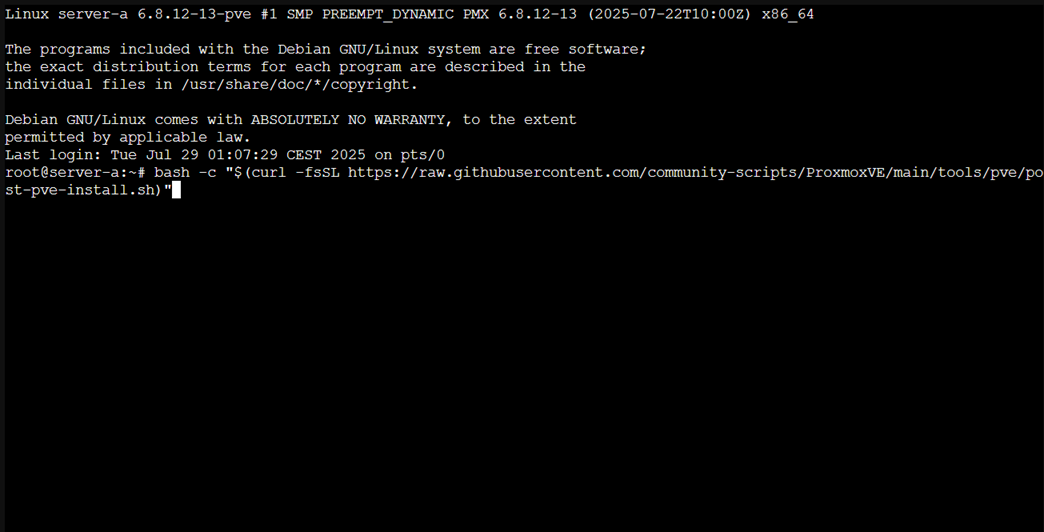 Linux server-a 6.8.12-13-pve #1 SMP PREEMPT_DYNAMIC PMX 6.8.12-13 (2025-07-22T10:00Z) x86_64
The programs included with the Debian GNU/Linux system are free software;
the exact distribution terms for each program are described in the
individual files in /usr/share/doc/*/copyright.
Debian GNU/Linux comes with ABSOLUTELY NO WARRANTY, to the extent
permitted by applicable law.
Last login: Tue Jul 29 01:07:29 CEST 2025 on pts/0
root@server-a:~# bash -c "$(curl -fsSL https://raw.githubusercontent.com/community-scripts/ProxmoxVE/main/tools/pve/po
st-pve-install.sh)"